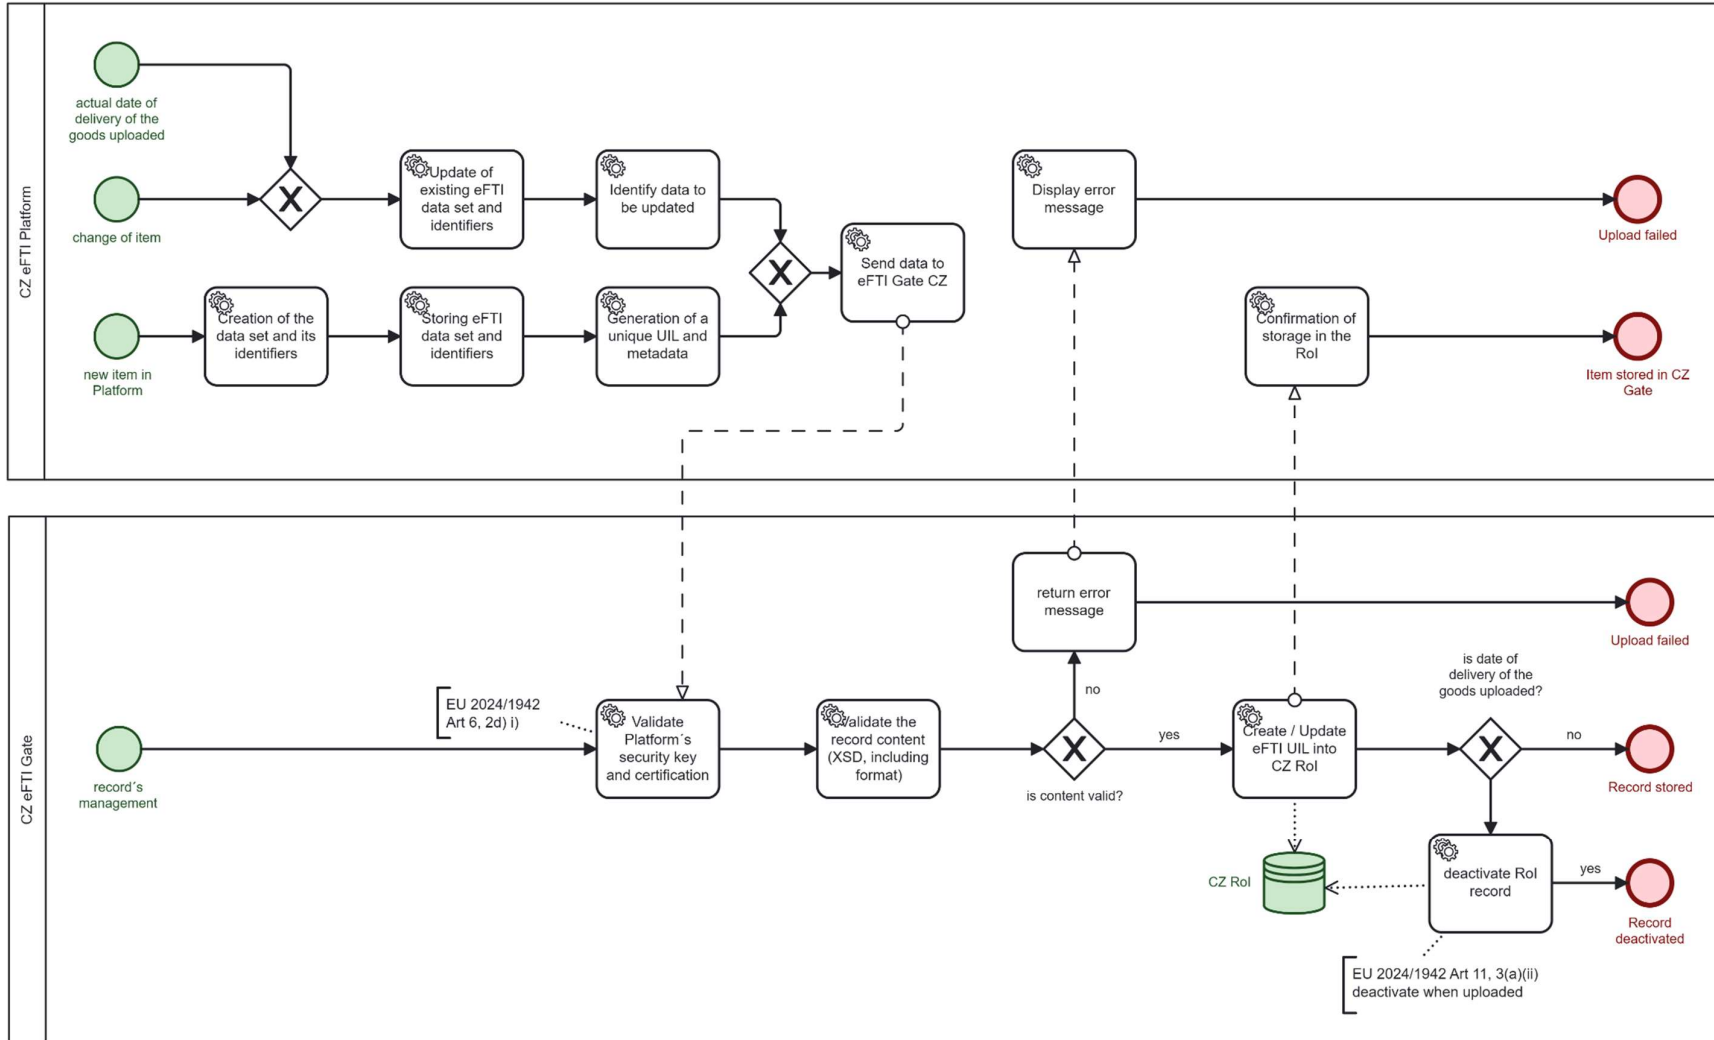 CZ eFTI Platform
actual date of
delivery of the
goods uploaded
change of item
new item in
Platform
X
Update of
existing eFTI
data set and
identifiers
Identify data to
be updated
Creation of the
data set and its
identifiers
Storing eFTI
data set and
identifiers
Generation of a
unique UIL and
metadata
X
Send data to
eFTI Gate CZ
Display error
message
Upload failed
Confirmation of
storage in the
RoI
Item stored in CZ
Gate
CZ eFTI Gate
record´s
management
EU 2024/1942
Art 6, 2d) i)
Validate
Platform´s
security key
and certification
Validate the
record content
(XSD, including
format)
return error
message
Upload failed
no
X
is content valid?
yes
Create / Update
eFTI UIL into
CZ RoI
is date of
delivery of the
goods uploaded?
X
no
Record stored
CZ RoI
deactivate RoI
record
yes
Record
deactivated
EU 2024/1942 Art 11, 3(a)(ii)
deactivate when uploaded